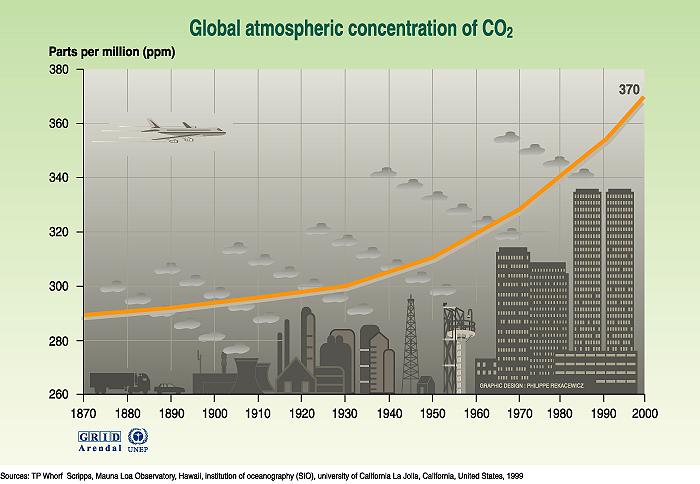 Global atmospheric concentration of CO₂
Parts per million (ppm)
380
370
360
340
320
300
280
260
GRAPHIC DESIGN : PHILIPPE REKACEWICZ
1870 1880 1890 1900 1910 1920 1930 1940 1950 1960 1970 1980 1990 2000
GRID
Arendal UNEP
Sources: TP Whorf Scripps, Mauna Loa Observatory, Hawaii, institution of oceanography (SIO), university of California La Jolla, California, United States, 1999